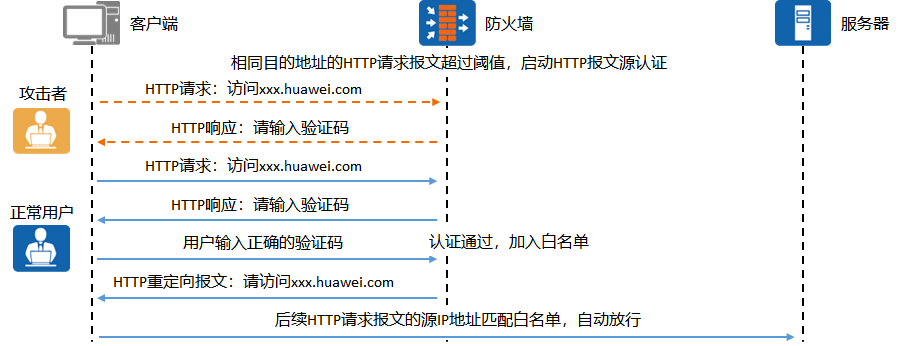 客户端
防火墙
服务器
相同目的地址的HTTP请求报文超过阈值，启动HTTP报文源认证
攻击者
HTTP请求：访问xxx.huawei.com
HTTP响应：请输入验证码
HTTP请求：访问xxx.huawei.com
正常用户
HTTP响应：请输入验证码
用户输入正确的验证码
认证通过，加入白名单
HTTP重定向报文：请访问xxx.huawei.com
后续HTTP请求报文的源IP地址匹配白名单，自动放行